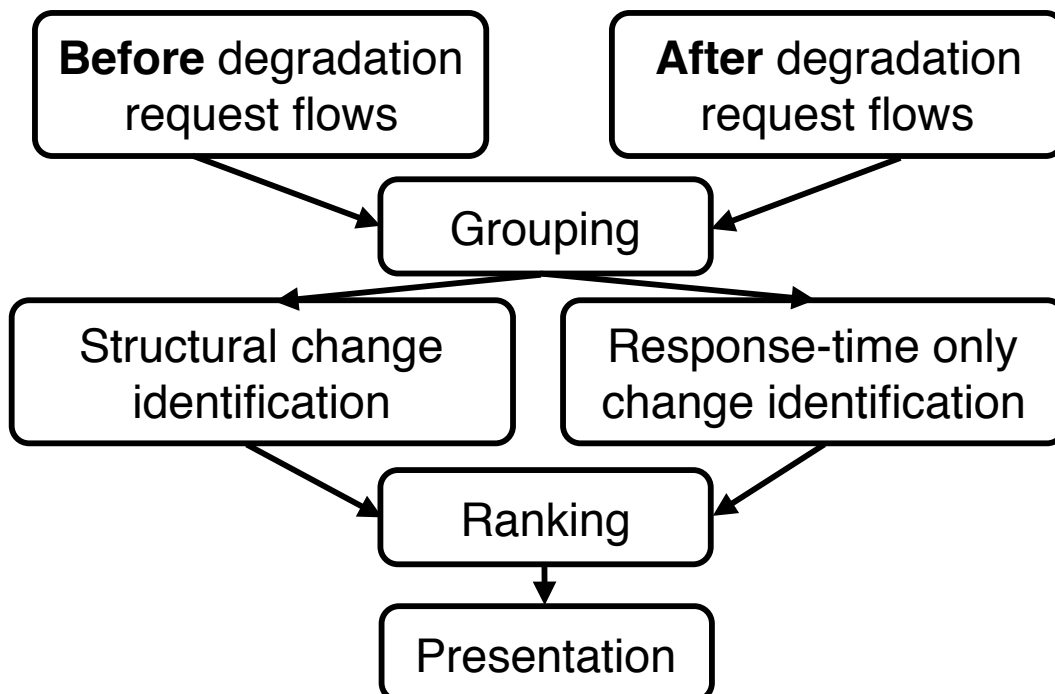 Before degradation
request flows
After degradation
request flows
Grouping
Structural change
identification
Response-time only
change identification
Ranking
Presentation